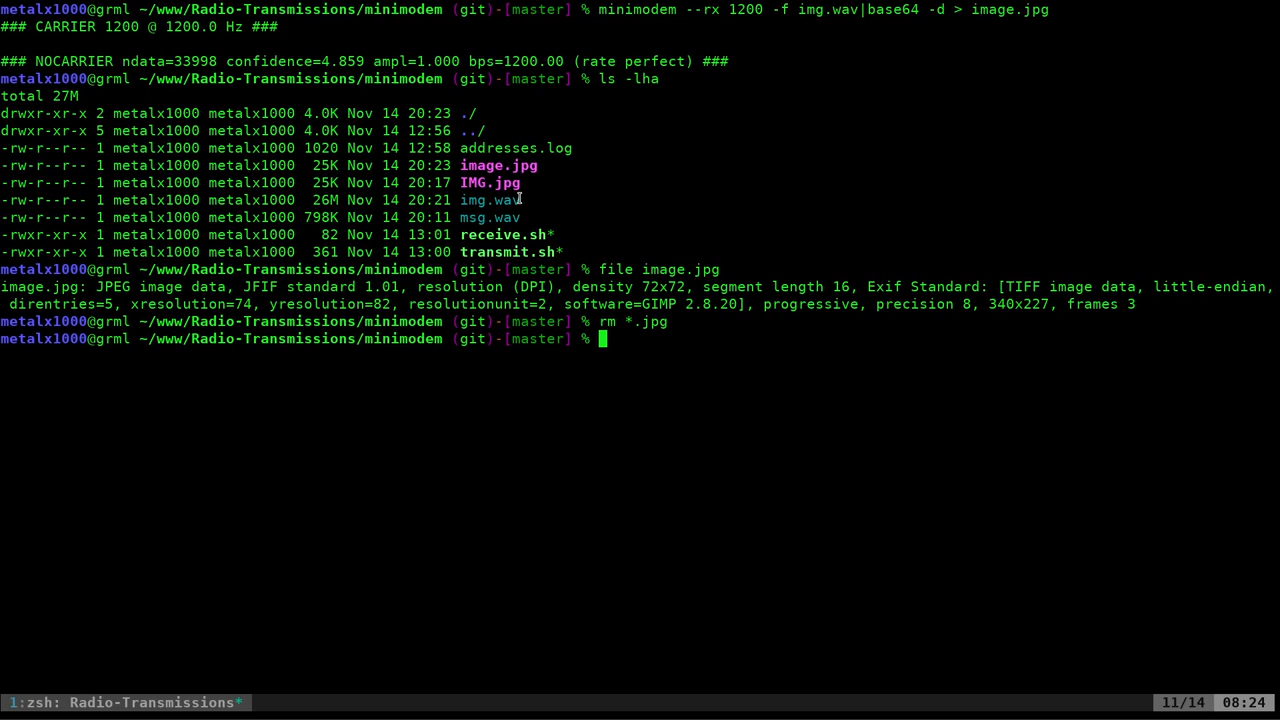 metalx1000@grml ~/www/Radio-Transmissions/minimodem (git)-[master] % minimodem --rx 1200 -f img.wav|base64 -d > image.jpg
### CARRIER 1200 @ 1200.0 Hz ###
### NOCARRIER ndata=33998 confidence=4.859 ampl=1.000 bps=1200.00 (rate perfect) ###
metalx1000@grml ~/www/Radio-Transmissions/minimodem (git)-[master] % ls -lha
total 27M
drwxr-xr-x 2 metalx1000 metalx1000 4.0K Nov 14 20:23 ./
drwxr-xr-x 5 metalx1000 metalx1000 4.0K Nov 14 12:56 ../
-rw-r--r-- 1 metalx1000 metalx1000 1020 Nov 14 12:58 addresses.log
-rw-r--r-- 1 metalx1000 metalx1000  25K Nov 14 20:23 image.jpg
-rw-r--r-- 1 metalx1000 metalx1000  25K Nov 14 20:17 IMG.jpg
-rw-r--r-- 1 metalx1000 metalx1000  26M Nov 14 20:21 img.wav
-rw-r--r-- 1 metalx1000 metalx1000 798K Nov 14 20:11 msg.wav
-rwxr-xr-x 1 metalx1000 metalx1000   82 Nov 14 13:01 receive.sh*
-rwxr-xr-x 1 metalx1000 metalx1000  361 Nov 14 13:00 transmit.sh*
metalx1000@grml ~/www/Radio-Transmissions/minimodem (git)-[master] % file image.jpg
image.jpg: JPEG image data, JFIF standard 1.01, resolution (DPI), density 72x72, segment length 16, Exif Standard: [TIFF image data, little-endian,
 direntries=5, xresolution=74, yresolution=82, resolutionunit=2, software=GIMP 2.8.20], progressive, precision 8, 340x227, frames 3
metalx1000@grml ~/www/Radio-Transmissions/minimodem (git)-[master] % rm *.jpg
metalx1000@grml ~/www/Radio-Transmissions/minimodem (git)-[master] %
1:zsh: Radio-Transmissions* 11/14 08:24